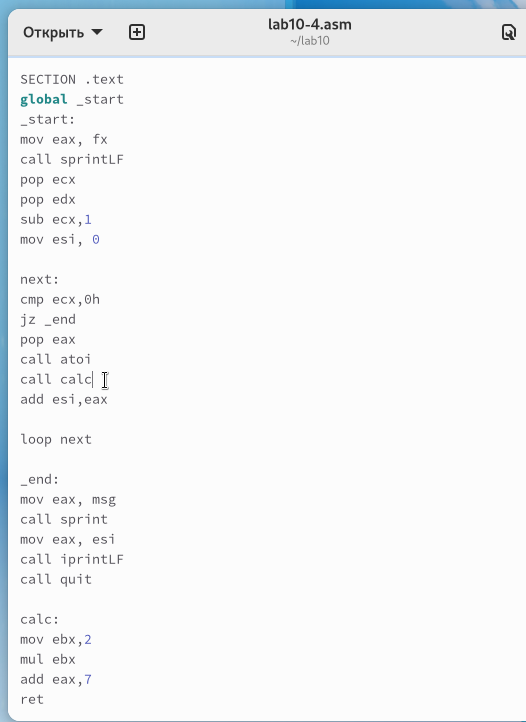 Открыть
lab10-4.asm
~/lab10
SECTION .text
global _start
_start:
mov eax, fx
call sprintLF
pop ecx
pop edx
sub ecx,1
mov esi, 0
next:
cmp ecx,0h
jz _end
pop eax
call atoi
call calc
add esi,eax
loop next
_end:
mov eax, msg
call sprint
mov eax, esi
call iprintLF
call quit
calc:
mov ebx,2
mul ebx
add eax,7
ret